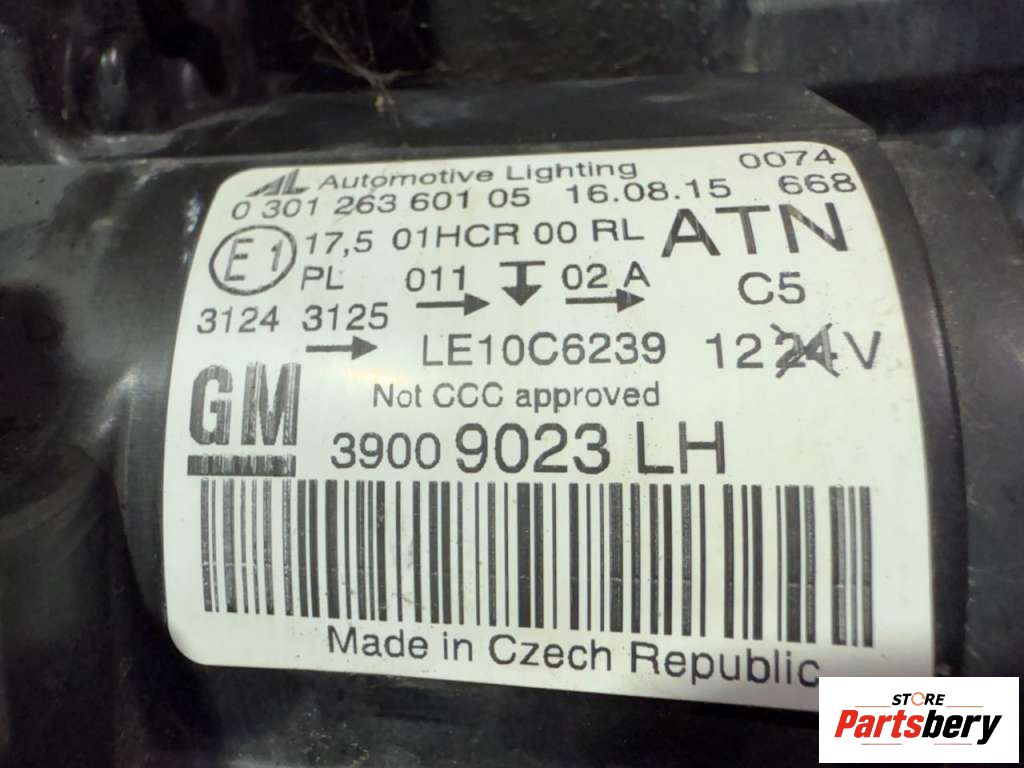 AL Automotive Lighting 0074
0 301 263 601 05 16.08.15 668
E1 17,5 01HCR 00 RL ATN
PL 011 02 A C5
3124 3125
LE10C6239 12 24 V
Not CCC approved
GM 3900 9023 LH
Made in Czech Republic
STORE
Partsbery